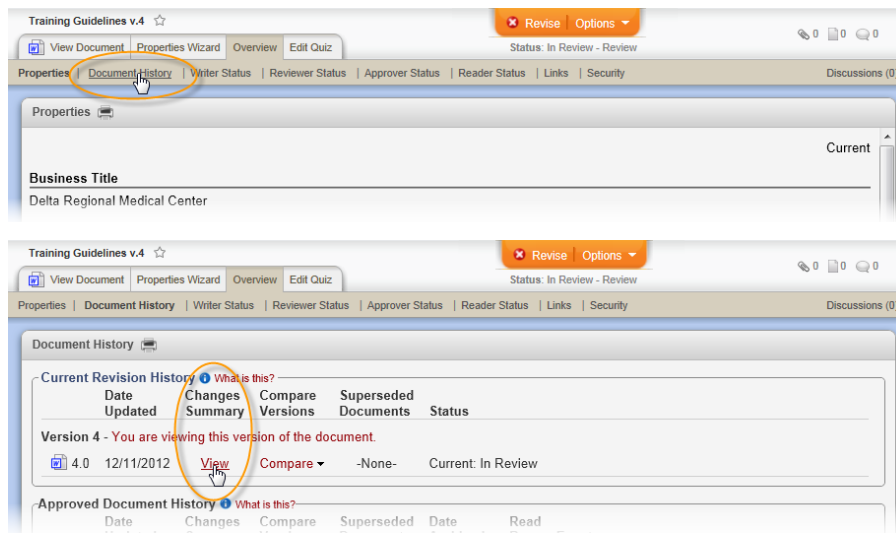 Training Guidelines v.4
Revise Options
0 0 0
View Document Properties Wizard Overview Edit Quiz
Status: In Review - Review
Properties | Document History | Writer Status | Reviewer Status | Approver Status | Reader Status | Links | Security Discussions (0)
Properties
Current
Business Title
Delta Regional Medical Center
Training Guidelines v.4
Revise Options
0 0 0
View Document Properties Wizard Overview Edit Quiz
Status: In Review - Review
Properties | Document History | Writer Status | Reviewer Status | Approver Status | Reader Status | Links | Security Discussions (0)
Document History
Current Revision History What is this?
Date Changes Compare Superseded
Updated Summary Versions Documents Status
Version 4 - You are viewing this version of the document.
4.0 12/11/2012 View Compare -None- Current: In Review
Approved Document History What is this?
Date Changes Compare Superseded Date Read